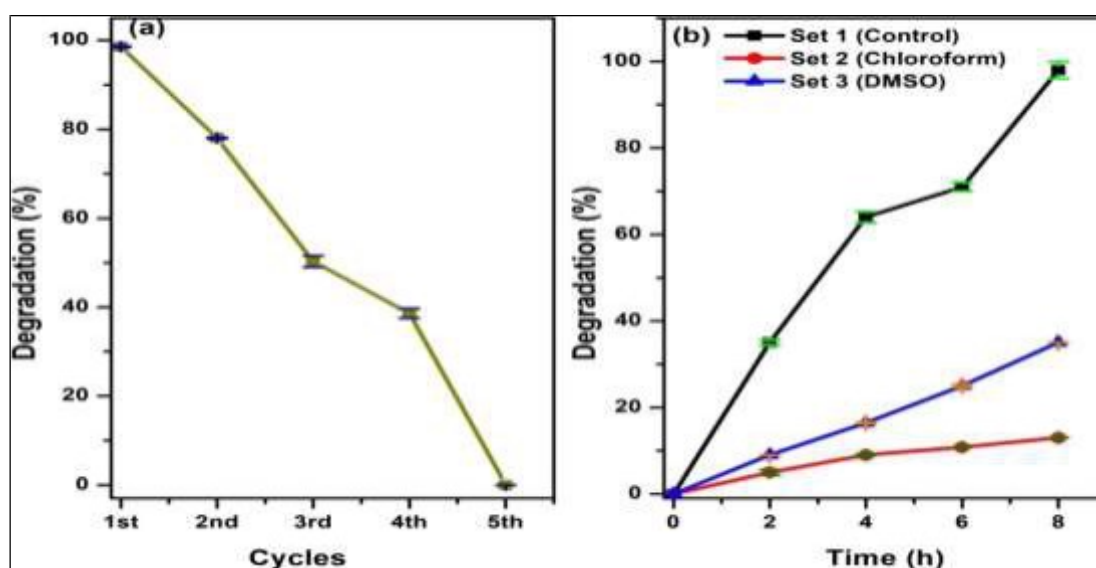 (a)
100
80
60
40
20
0
Degradation (%)
1st 2nd 3rd 4th 5th
Cycles
(b)
Set 1 (Control)
Set 2 (Chloroform)
Set 3 (DMSO)
100
80
60
40
20
0
Degradation (%)
0 2 4 6 8
Time (h)